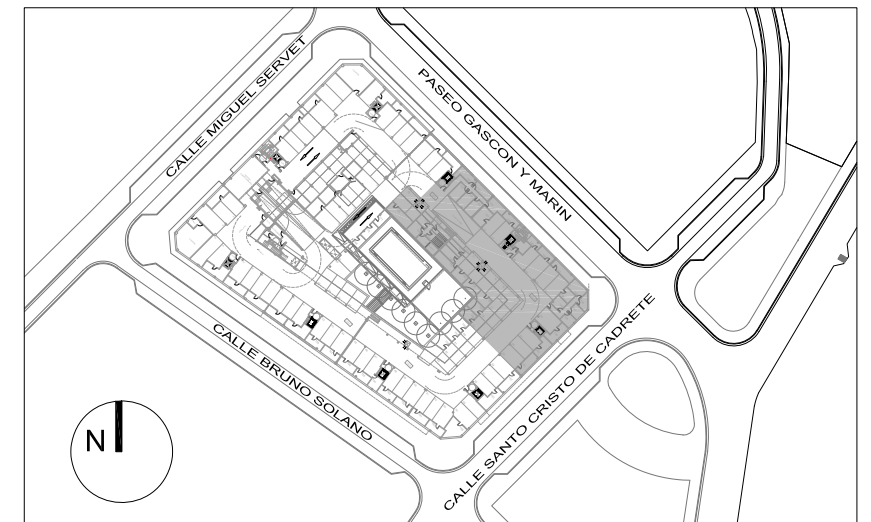 CALLE MIGUEL SERVET
PASEO GASCON Y MARIN
CALLE BRUNO SOLANO
CALLE SANTO CRISTO DE CADRETE
N